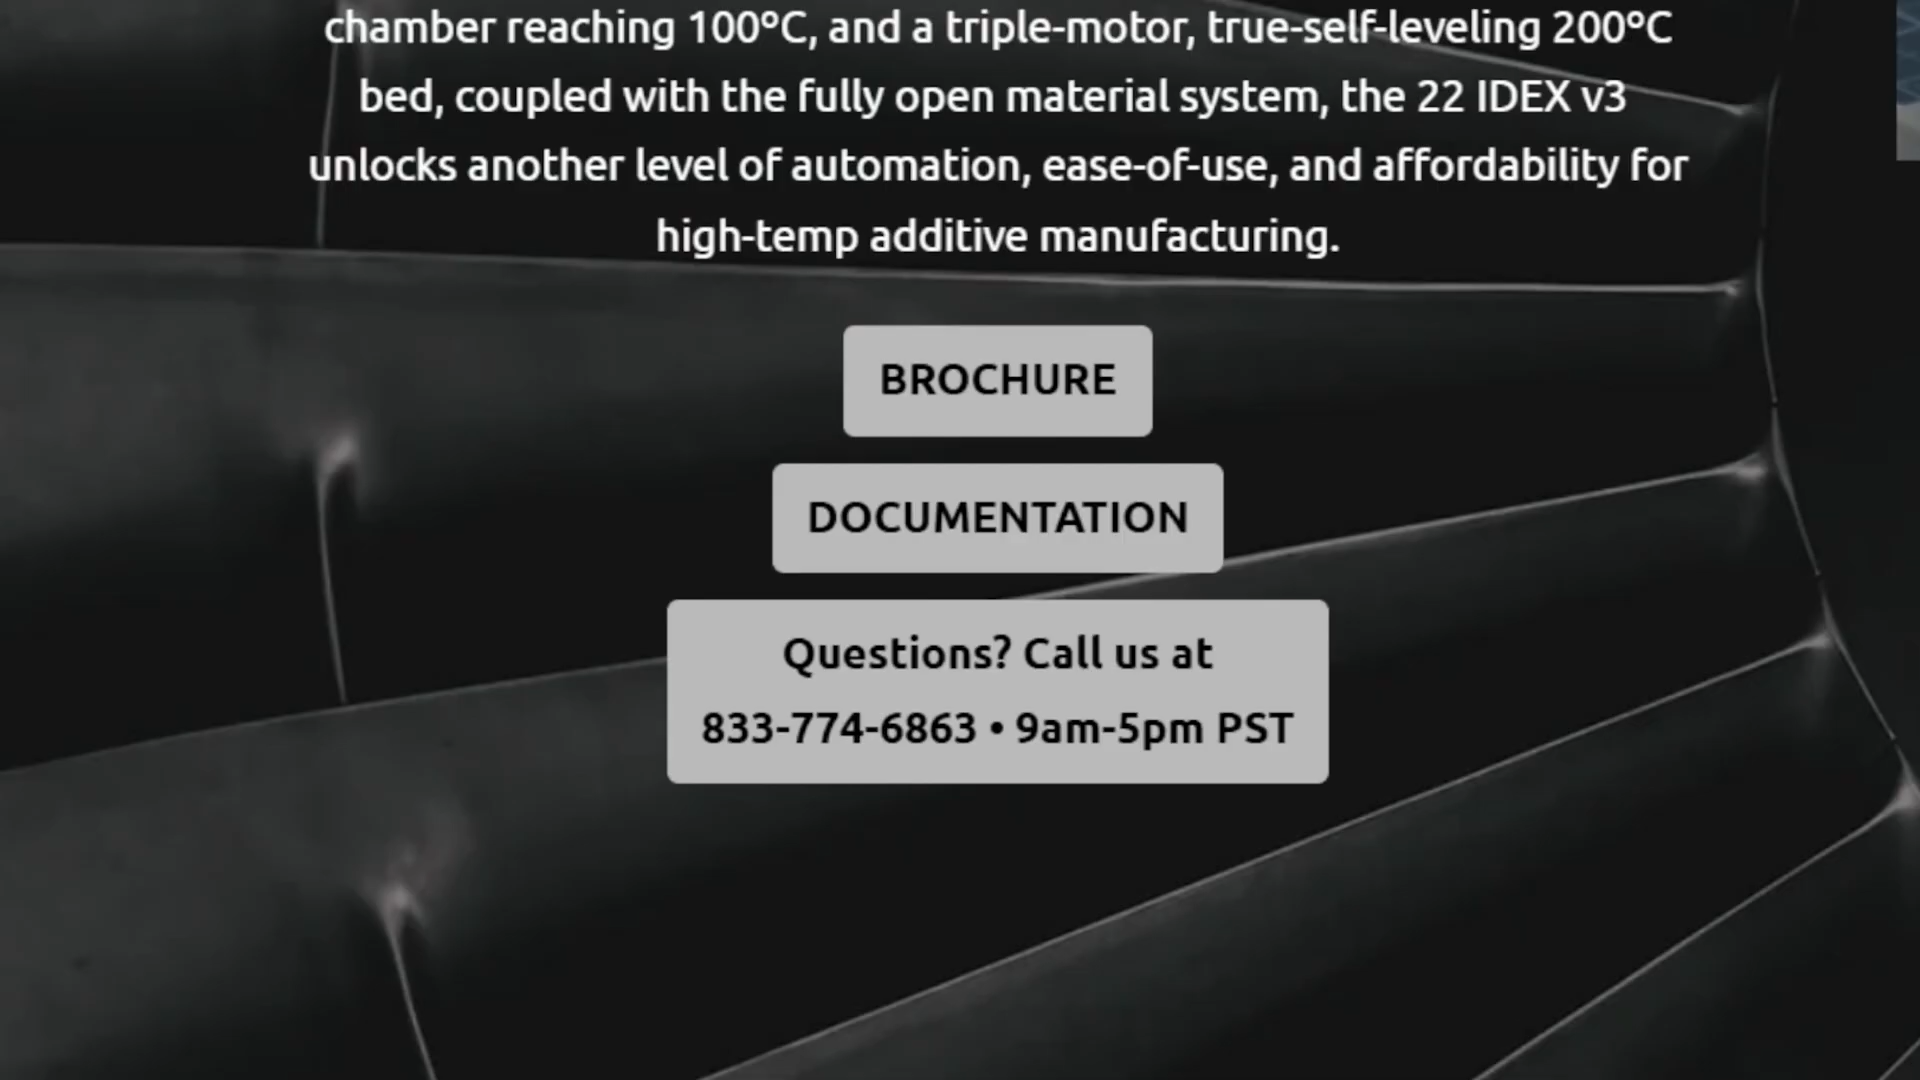 chamber reaching 100ºC, and a triple-motor, true-self-leveling 200ºC
bed, coupled with the fully open material system, the 22 IDEX v3
unlocks another level of automation, ease-of-use, and affordability for
high-temp additive manufacturing.
BROCHURE
DOCUMENTATION
Questions? Call us at
833-774-6863 • 9am-5pm PST